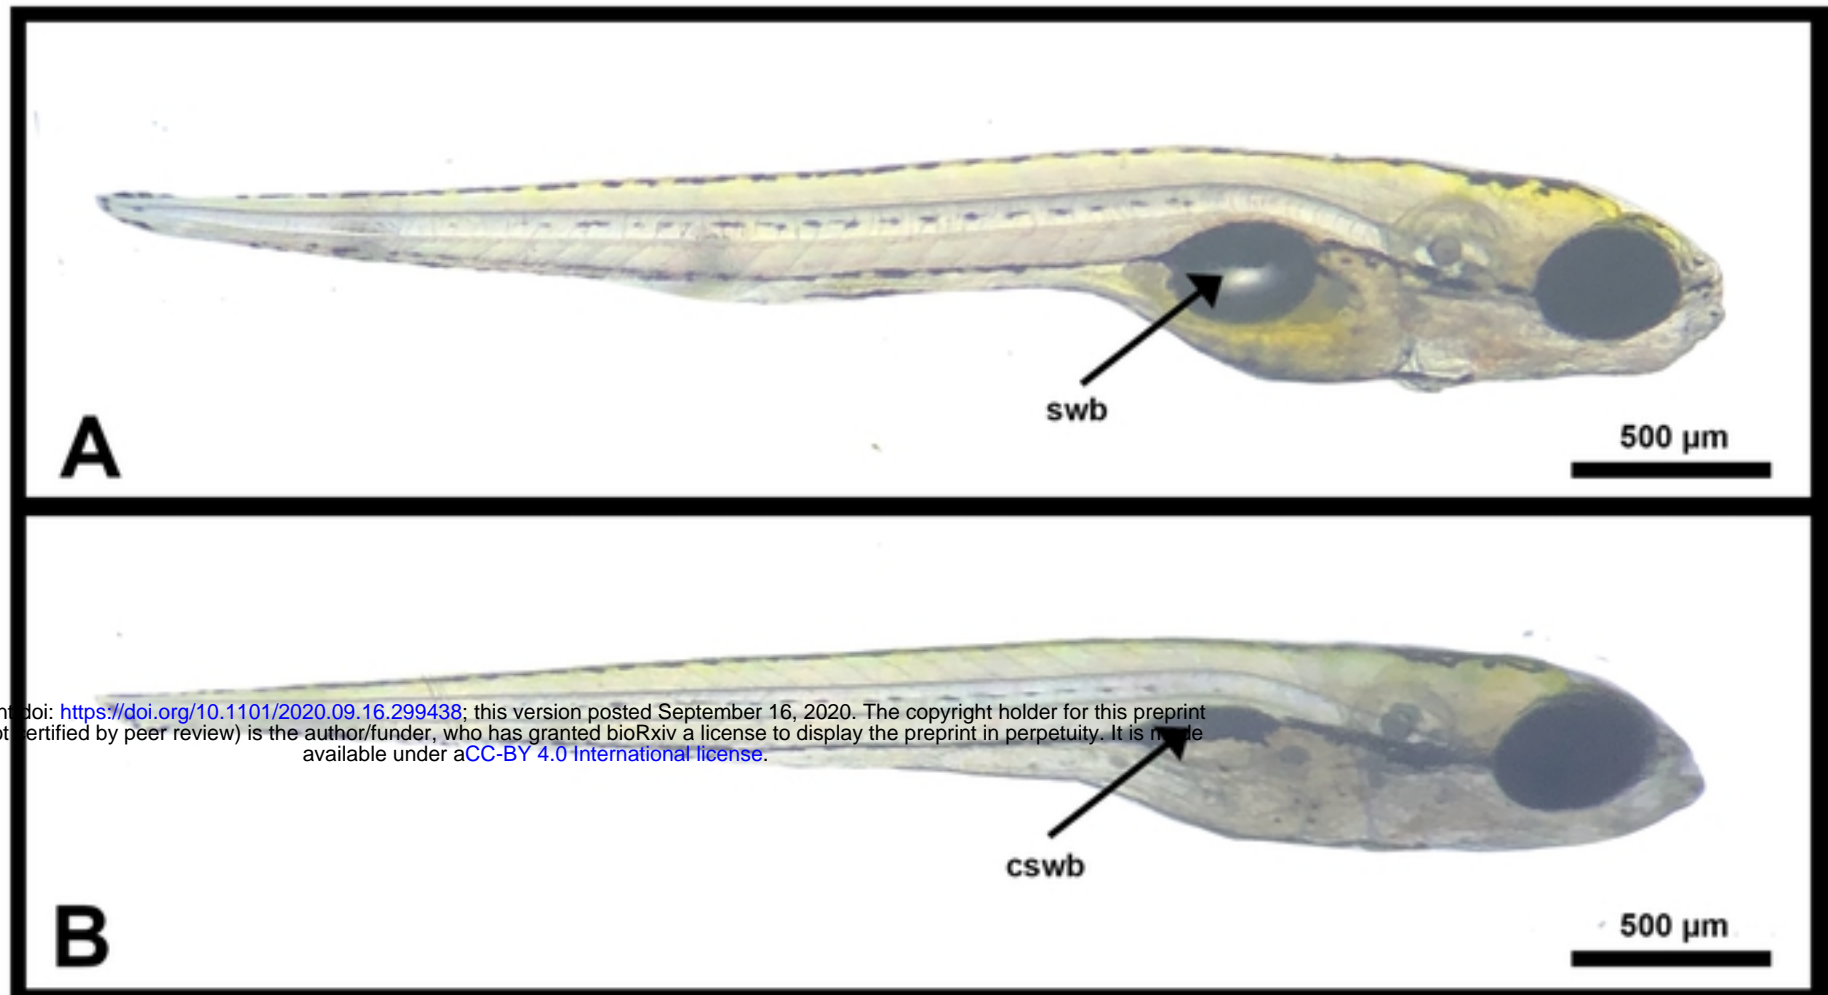 swb
500 µm
A
doi: https://doi.org/10.1101/2020.09.16.299438; this version posted September 16, 2020. The copyright holder for this preprint
certified by peer review) is the author/funder, who has granted bioRxiv a license to display the preprint in perpetuity. It is made
available under aCC-BY 4.0 International license.
cswb
500 µm
B